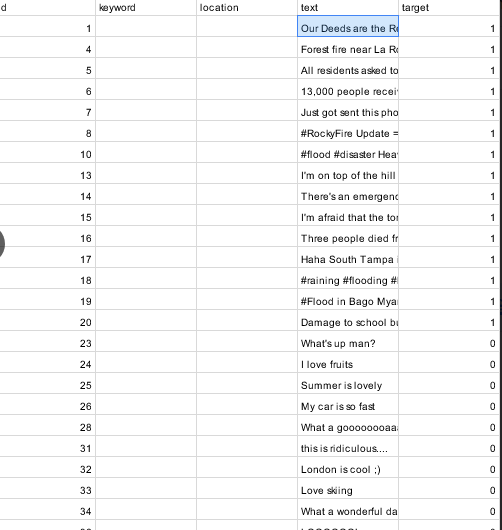 d keyword location text target
1 Our Deeds are the Re 1
4 Forest fire near La Ro 1
5 All residents asked to 1
6 13,000 people recei 1
7 Just got sent this pho 1
8 #RockyFire Update = 1
10 #flood #disaster Hea 1
13 I'm on top of the hill 1
14 There's an emergenc 1
15 I'm afraid that the tor 1
16 Three people died fr 1
17 Haha South Tampa i 1
18 #raining #flooding # 1
19 #Flood in Bago Mya 1
20 Damage to school bu 1
23 What's up man? 0
24 I love fruits 0
25 Summer is lovely 0
26 My car is so fast 0
28 What a goooooooaaa 0
31 this is ridiculous.... 0
32 London is cool ;) 0
33 Love skiing 0
34 What a wonderful da 0